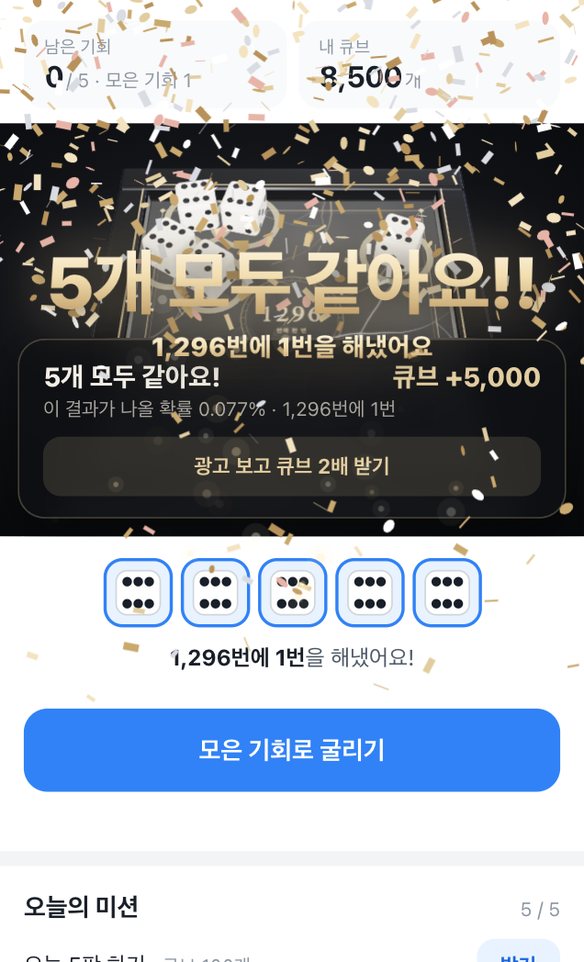 남은 기회
내 큐브
0 / 5 · 모은 기회 1
8,500개
5개 모두 같아요!!
1296
1,296번에 1번을 해냈어요
5개 모두 같아요!
큐브 +5,000
이 결과가 나올 확률 0.077% · 1,296번에 1번
광고 보고 큐브 2배 받기
1,296번에 1번을 해냈어요!
모은 기회로 굴리기
오늘의 미션
5 / 5